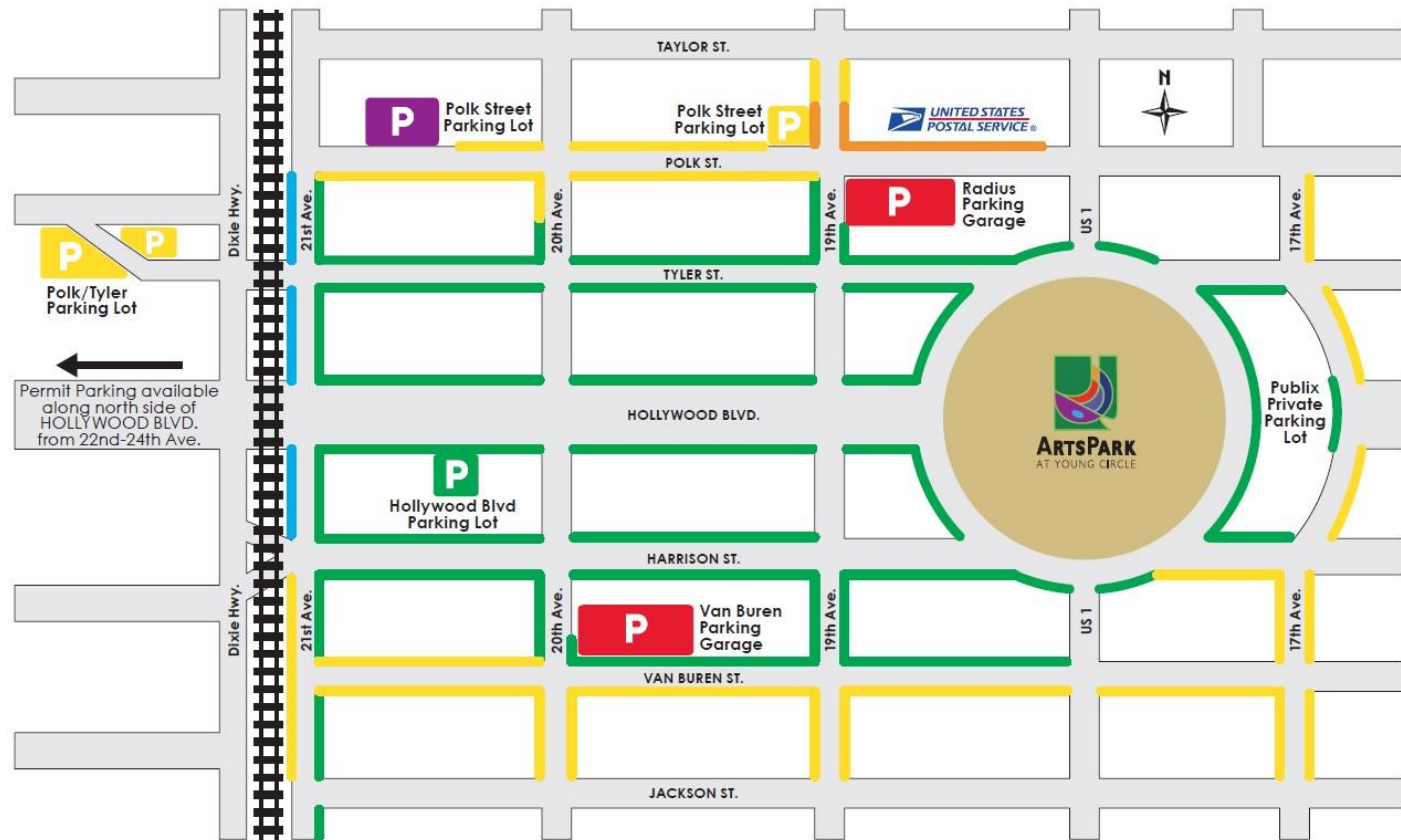 TAYLOR ST.
N
P
Polk Street
Parking Lot
Polk Street
Parking Lot
P
UNITED STATES
POSTAL SERVICE®
POLK ST.
Dixie Hwy.
21st Ave.
20th Ave.
19th Ave.
P
Radius
Parking
Garage
US 1
17th Ave.
P
P
Polk/Tyler
Parking Lot
TYLER ST.
Permit Parking available
along north side of
HOLLYWOOD BLVD.
from 22nd-24th Ave.
HOLLYWOOD BLVD.
ARTSPARK
AT YOUNG CIRCLE
Publix
Private
Parking
Lot
P
Hollywood Blvd
Parking Lot
HARRISON ST.
Dixie Hwy.
21st Ave.
20th Ave.
P
Van Buren
Parking
Garage
19th Ave.
US 1
17th Ave.
VAN BUREN ST.
JACKSON ST.